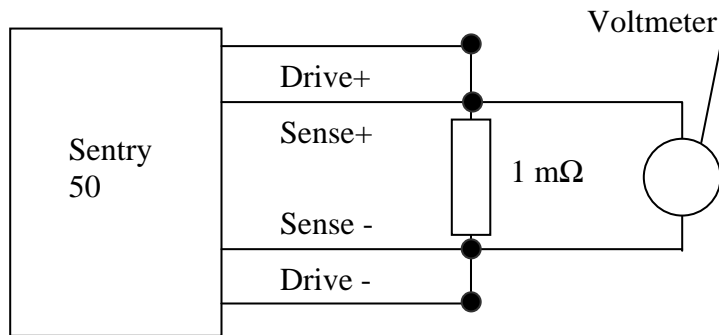 Voltmeter
Drive+
Sense+
Sentry
50
1 mΩ
Sense -
Drive -